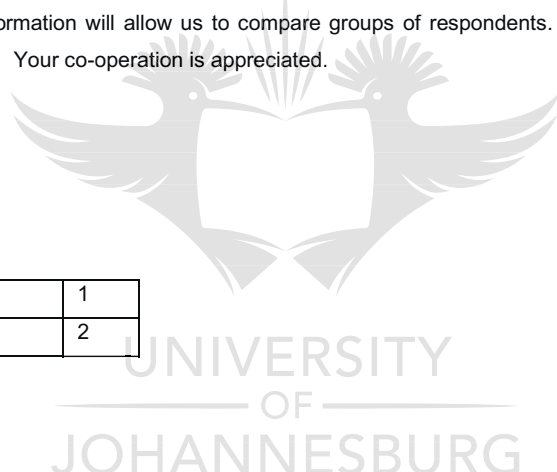 ormation will allow us to compare groups of respondents.
Your co-operation is appreciated.
1
2
UNIVERSITY
OF
JOHANNESBURG